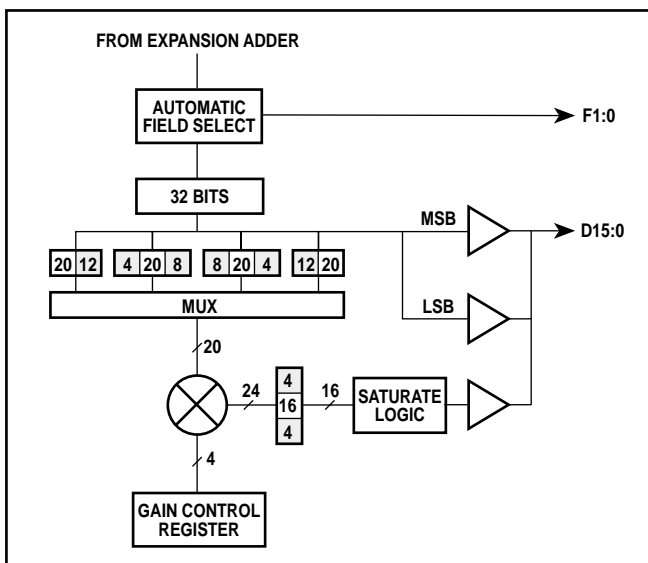 FROM EXPANSION ADDER
AUTOMATIC
FIELD SELECT
F1:0
32 BITS
MSB
D15:0
20 12
4 20 8
8 20 4
12 20
MUX
LSB
20
24
4
16
4
16
SATURATE
LOGIC
4
GAIN CONTROL
REGISTER